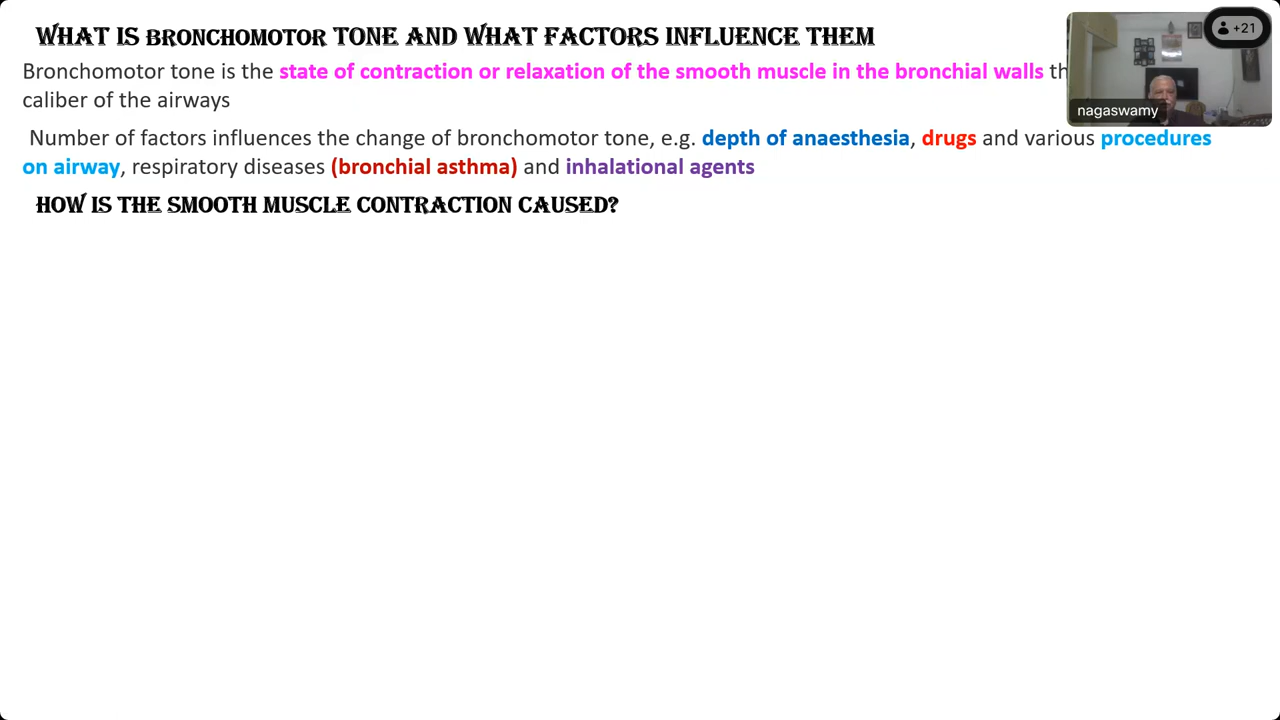 WHAT IS BRONCHOMOTOR TONE AND WHAT FACTORS INFLUENCE THEM
Bronchomotor tone is the state of contraction or relaxation of the smooth muscle in the bronchial walls
caliber of the airways
Number of factors influences the change of bronchomotor tone, e.g. depth of anaesthesia, drugs and various procedures
on airway, respiratory diseases (bronchial asthma) and inhalational agents
HOW IS THE SMOOTH MUSCLE CONTRACTION CAUSED?
+21
nagaswamy